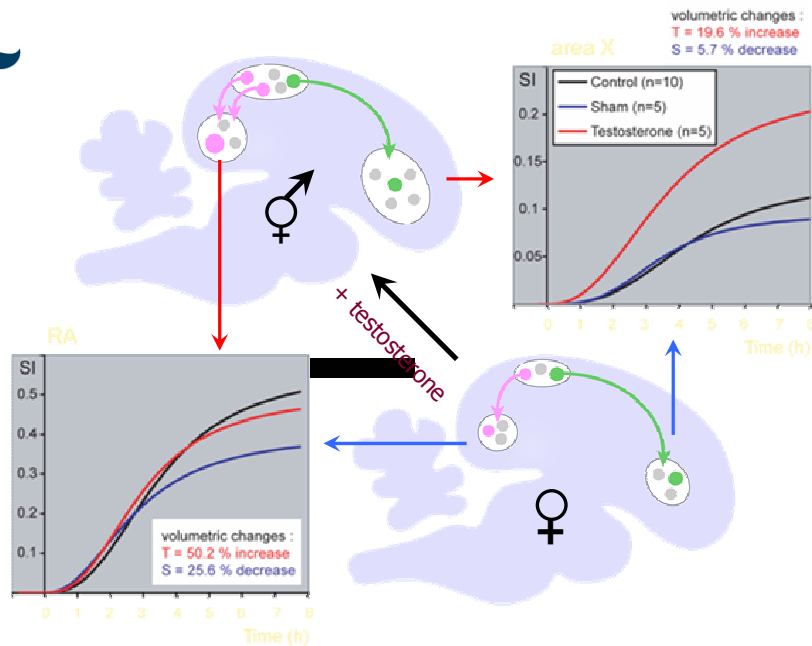 volumetric changes :
T = 19.6 % increase
S = 5.7 % decrease
area X
SI
Control (n=10)
Sham (n=5)
Testosterone (n=5)
0.2
0.15
0.1
0.05
0 1 2 3 4 5 6 7 8
Time (h)
+ testosterone
RA
SI
0.5
0.4
0.3
0.2
0.1
volumetric changes :
T = 50.2 % increase
S = 25.6 % decrease
0 1 2 3 4 5 6 7 8
Time (h)